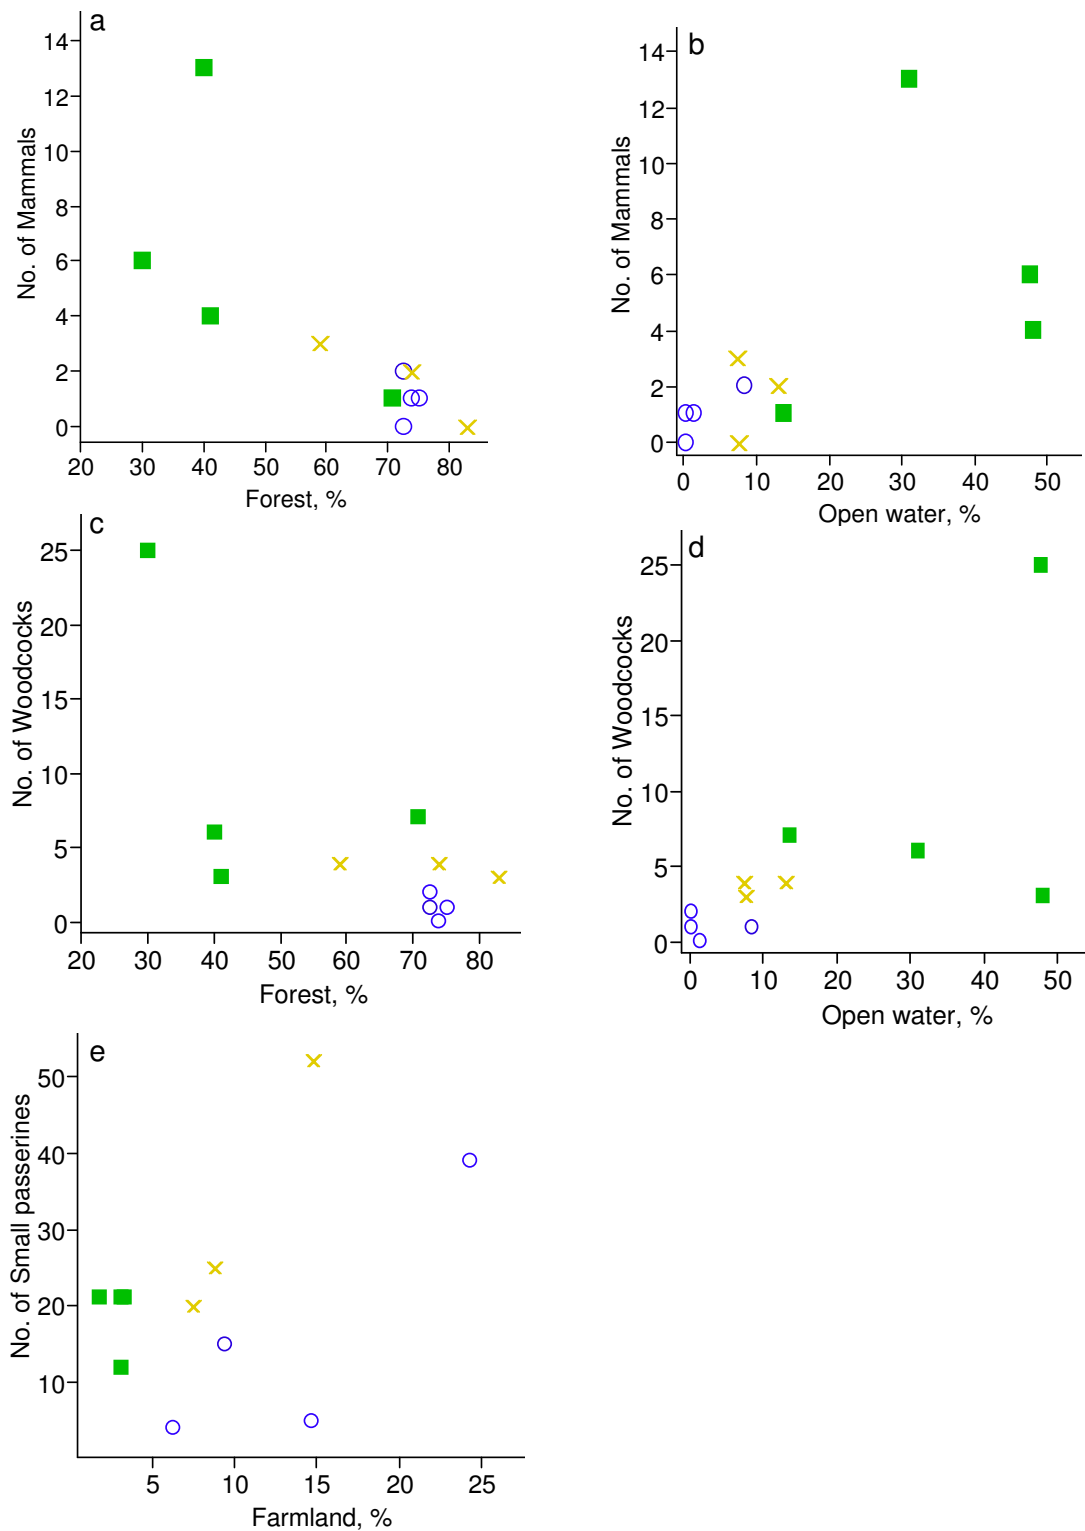 a
No. of Mammals
14
12
10
8
6
4
2
0
20 30 40 50 60 70 80
Forest, %
b
No. of Mammals
14
12
10
8
6
4
2
0
0 10 20 30 40 50
Open water, %
c
No. of Woodcocks
25
20
15
10
5
0
20 30 40 50 60 70 80
Forest, %
d
No. of Woodcocks
25
20
15
10
5
0
0 10 20 30 40 50
Open water, %
e
No. of Small passerines
50
40
30
20
10
5 10 15 20 25
Farmland, %